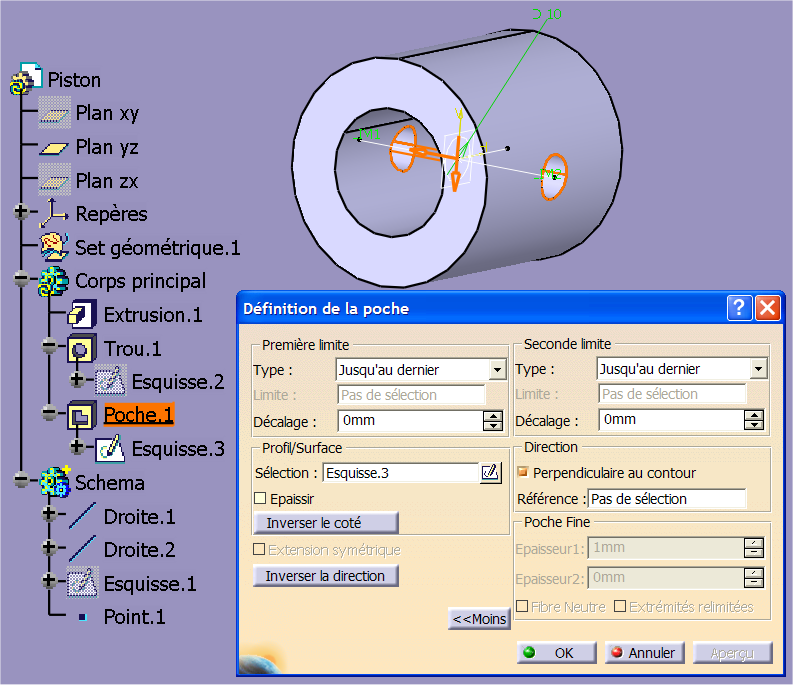 Piston
Plan xy
Plan yz
Plan zx
Repères
Set géométrique.1
Corps principal
Extrusion.1
Trou.1
Esquisse.2
Poche.1
Esquisse.3
Schema
Droite.1
Droite.2
Esquisse.1
Point.1
D 10
Définition de la poche
Première limite
Type : Jusqu'au dernier
Limite : Pas de sélection
Décalage : 0mm
Profil/Surface
Sélection : Esquisse.3
Epaissir
Inverser le coté
Extension symétrique
Inverser la direction
<<Moins
Seconde limite
Type : Jusqu'au dernier
Limite : Pas de sélection
Décalage : 0mm
Direction
Perpendiculaire au contour
Référence : Pas de sélection
Poche Fine
Epaisseur1: 1mm
Epaisseur2: 0mm
Fibre Neutre Extrémités relimitées
OK Annuler Aperçu